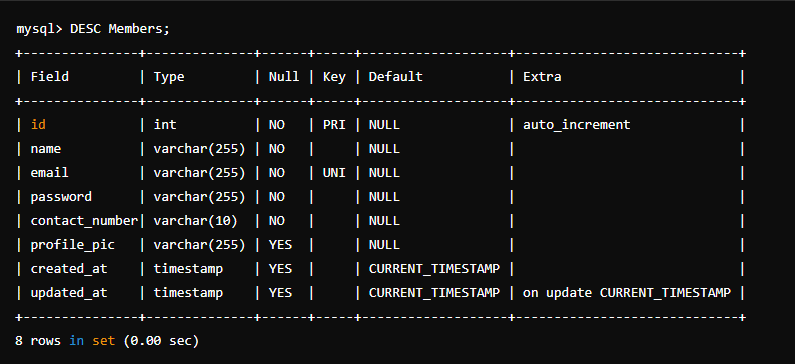 mysql> DESC Members;
+---------------+--------------+------+-----+-------------------+-----------------------------+
| Field         | Type         | Null | Key | Default           | Extra                       |
+---------------+--------------+------+-----+-------------------+-----------------------------+
| id            | int          | NO   | PRI | NULL              | auto_increment              |
| name          | varchar(255) | NO   |     | NULL              |                             |
| email         | varchar(255) | NO   | UNI | NULL              |                             |
| password      | varchar(255) | NO   |     | NULL              |                             |
| contact_number| varchar(10)  | NO   |     | NULL              |                             |
| profile_pic   | varchar(255) | YES  |     | NULL              |                             |
| created_at    | timestamp    | YES  |     | CURRENT_TIMESTAMP |                             |
| updated_at    | timestamp    | YES  |     | CURRENT_TIMESTAMP | on update CURRENT_TIMESTAMP |
+---------------+--------------+------+-----+-------------------+-----------------------------+
8 rows in set (0.00 sec)